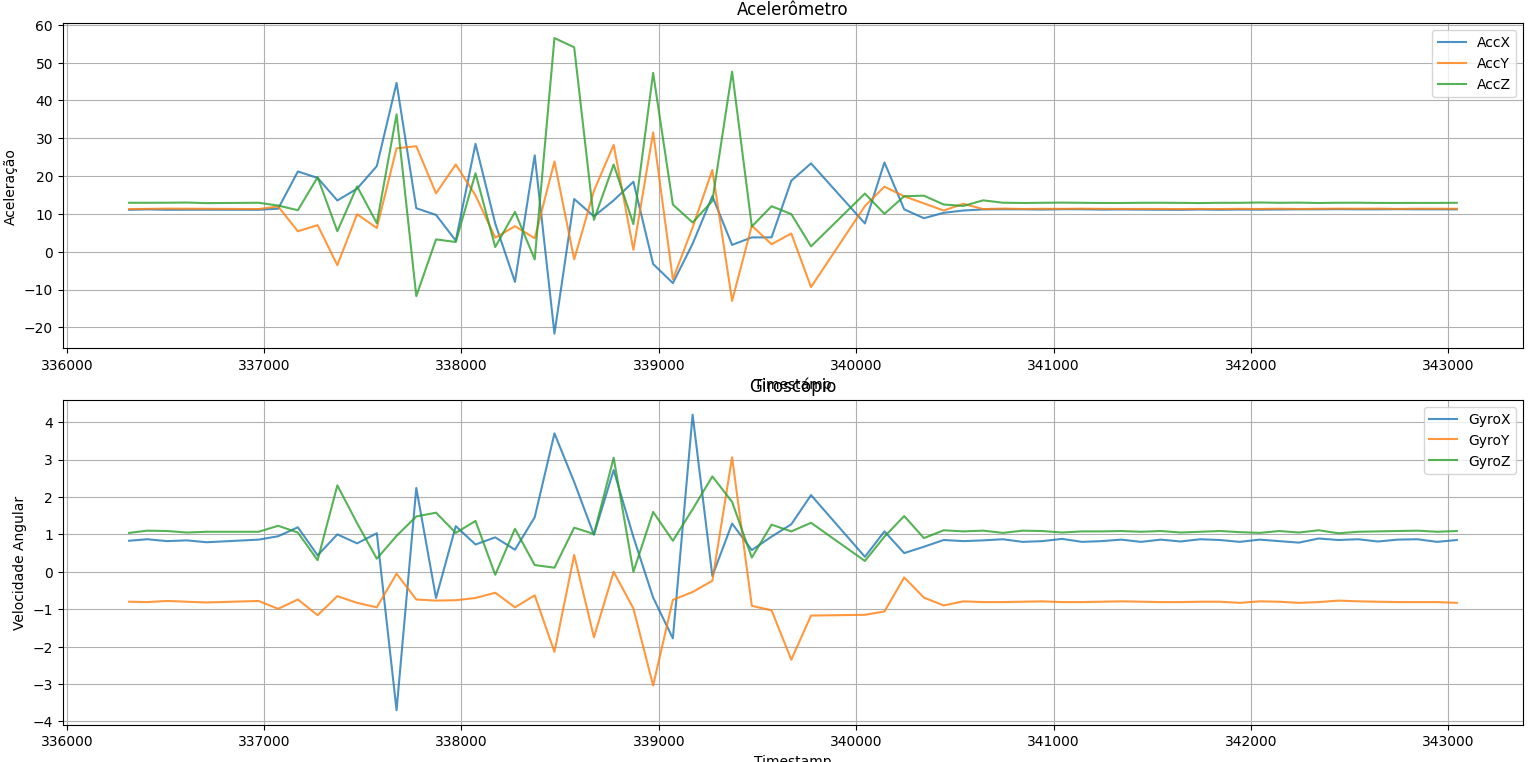 Acelerômetro
60
50
40
30
20
10
0
−10
−20
Aceleração
AccX
AccY
AccZ
336000 337000 338000 339000 340000 341000 342000 343000
Timestamp
Giroscópio
4
3
2
1
0
−1
−2
−3
−4
Velocidade Angular
GyroX
GyroY
GyroZ
336000 337000 338000 339000 340000 341000 342000 343000
Timestamp